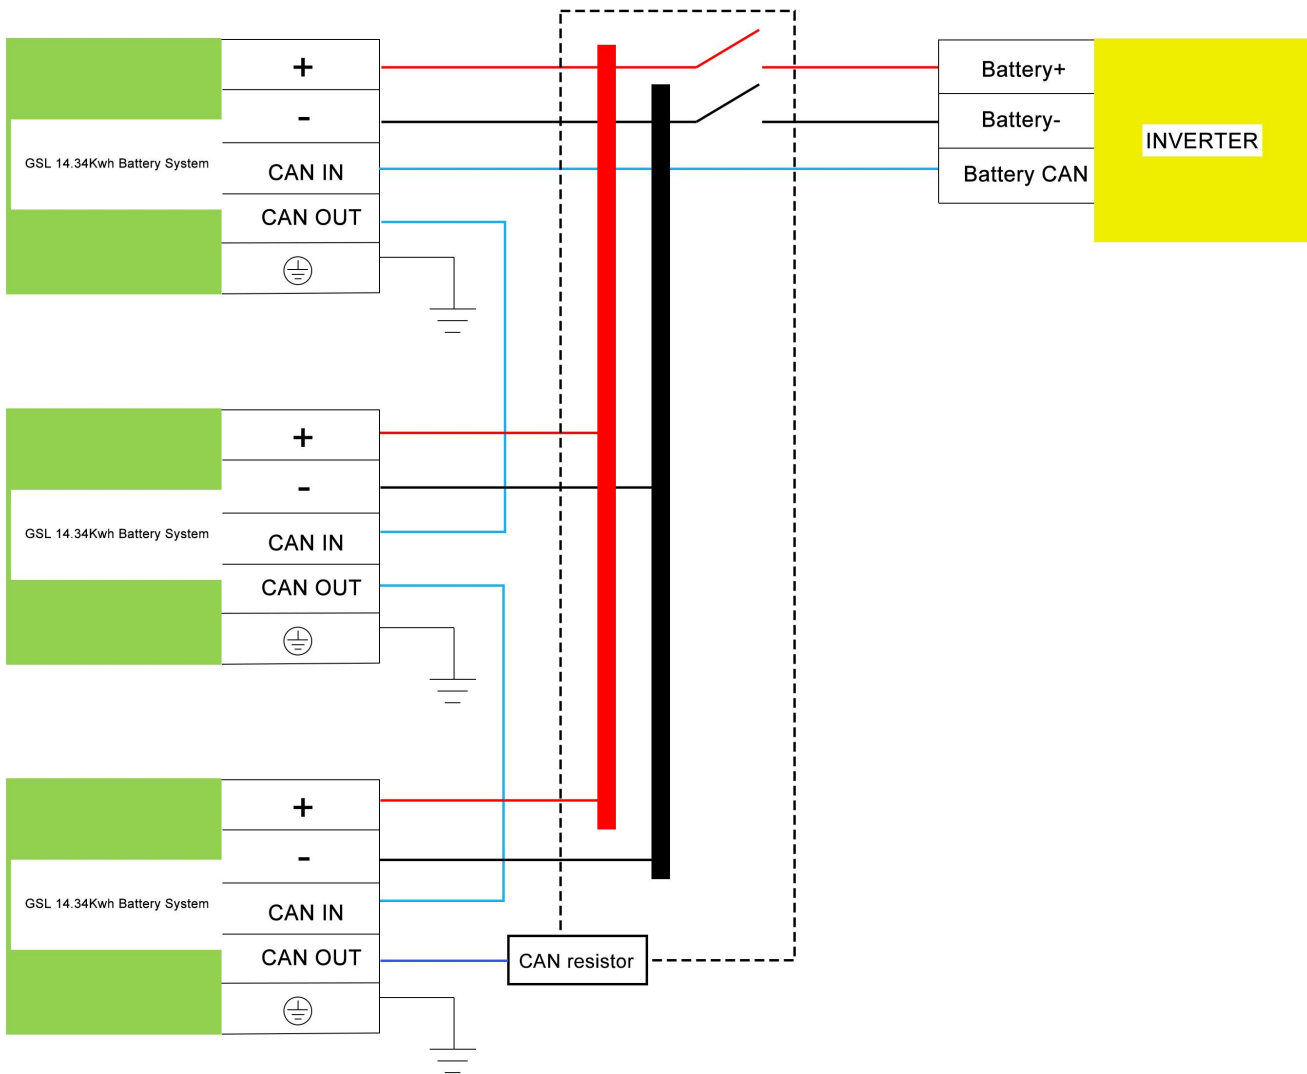 +
-
GSL 14.34Kwh Battery System
CAN IN
CAN OUT
Battery+
Battery-
Battery CAN
INVERTER
+
-
GSL 14.34Kwh Battery System
CAN IN
CAN OUT
+
-
GSL 14.34Kwh Battery System
CAN IN
CAN OUT
CAN resistor